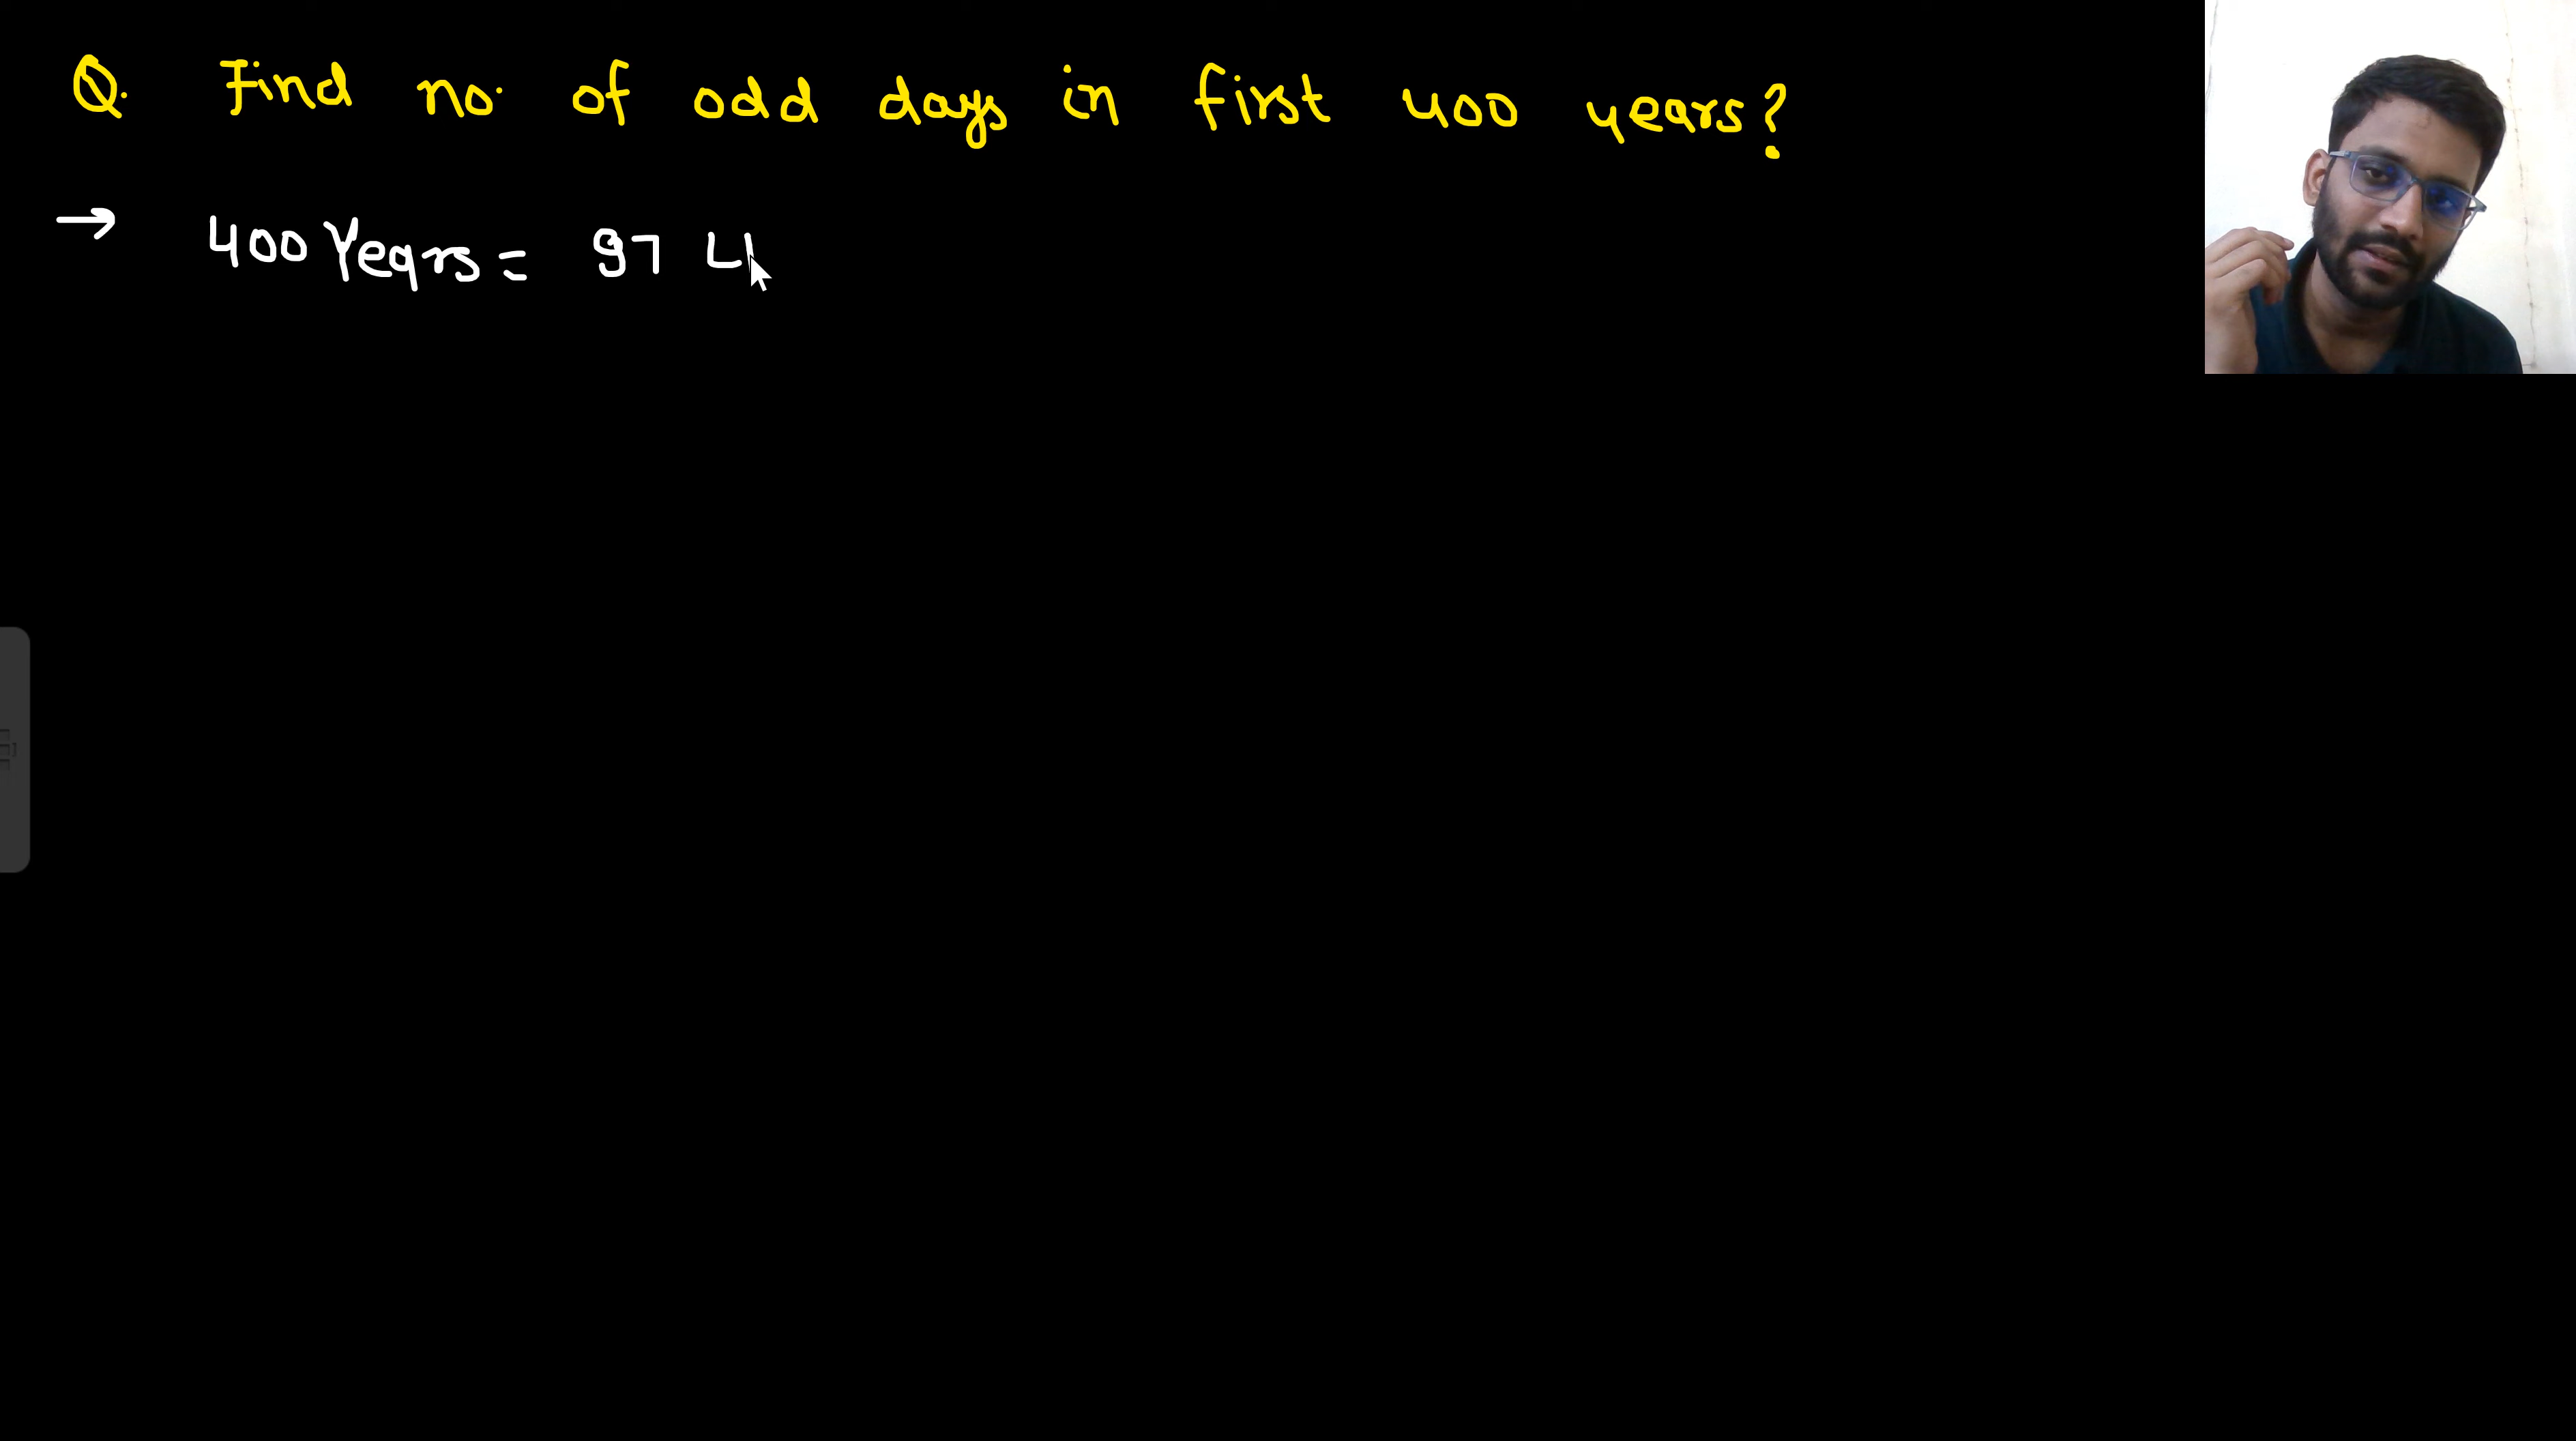 Q. Find no. of odd days in first 400 years?
→ 400 Years = 97 L